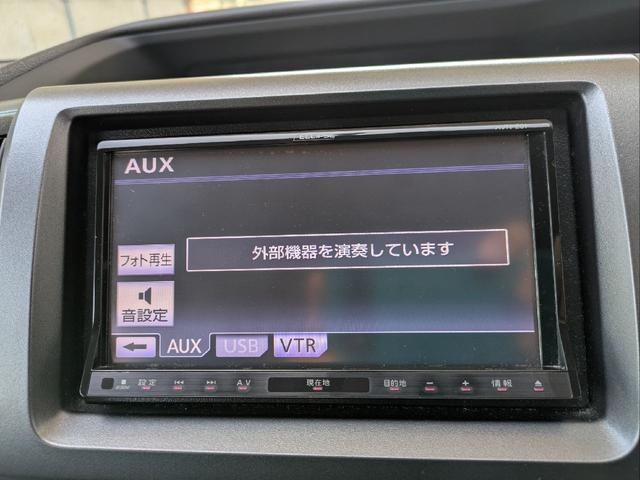 ECLIPSE
AUX
外部機器を演奏しています
フォト再生
音設定
AUX USB VTR
設定 A.V 現在地 目的地 − + 情報